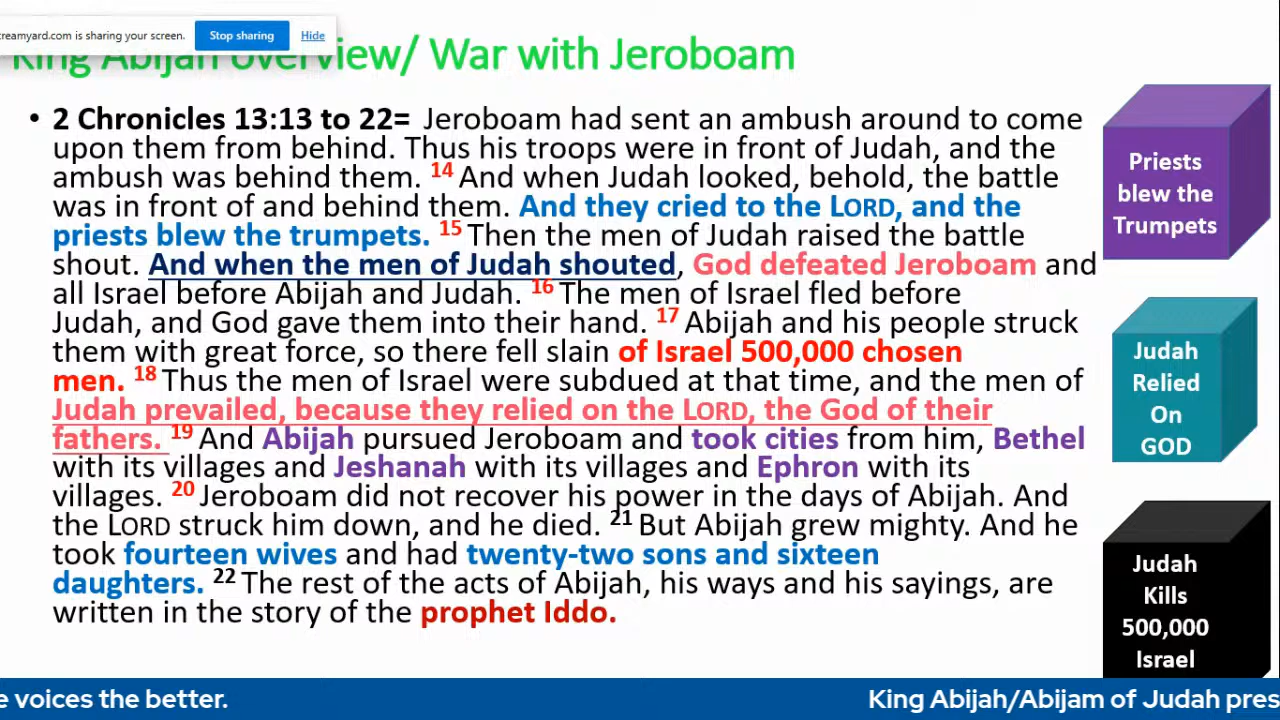 creamyard.com is sharing your screen. Stop sharing Hide
King Abijah overview/ War with Jeroboam
• 2 Chronicles 13:13 to 22= Jeroboam had sent an ambush around to come
upon them from behind. Thus his troops were in front of Judah, and the
ambush was behind them. 14 And when Judah looked, behold, the battle
was in front of and behind them. And they cried to the LORD, and the
priests blew the trumpets. 15 Then the men of Judah raised the battle
shout. And when the men of Judah shouted, God defeated Jeroboam and
all Israel before Abijah and Judah. 16 The men of Israel fled before
Judah, and God gave them into their hand. 17 Abijah and his people struck
them with great force, so there fell slain of Israel 500,000 chosen
men. 18 Thus the men of Israel were subdued at that time, and the men of
Judah prevailed, because they relied on the LORD, the God of their
fathers. 19 And Abijah pursued Jeroboam and took cities from him, Bethel
with its villages and Jeshanah with its villages and Ephron with its
villages. 20 Jeroboam did not recover his power in the days of Abijah. And
the LORD struck him down, and he died. 21 But Abijah grew mighty. And he
took fourteen wives and had twenty-two sons and sixteen
daughters. 22 The rest of the acts of Abijah, his ways and his sayings, are
written in the story of the prophet Iddo.
Priests
blew the
Trumpets
Judah
Relied
On
GOD
Judah
Kills
500,000
Israel
e voices the better.
King Abijah/Abijam of Judah pres